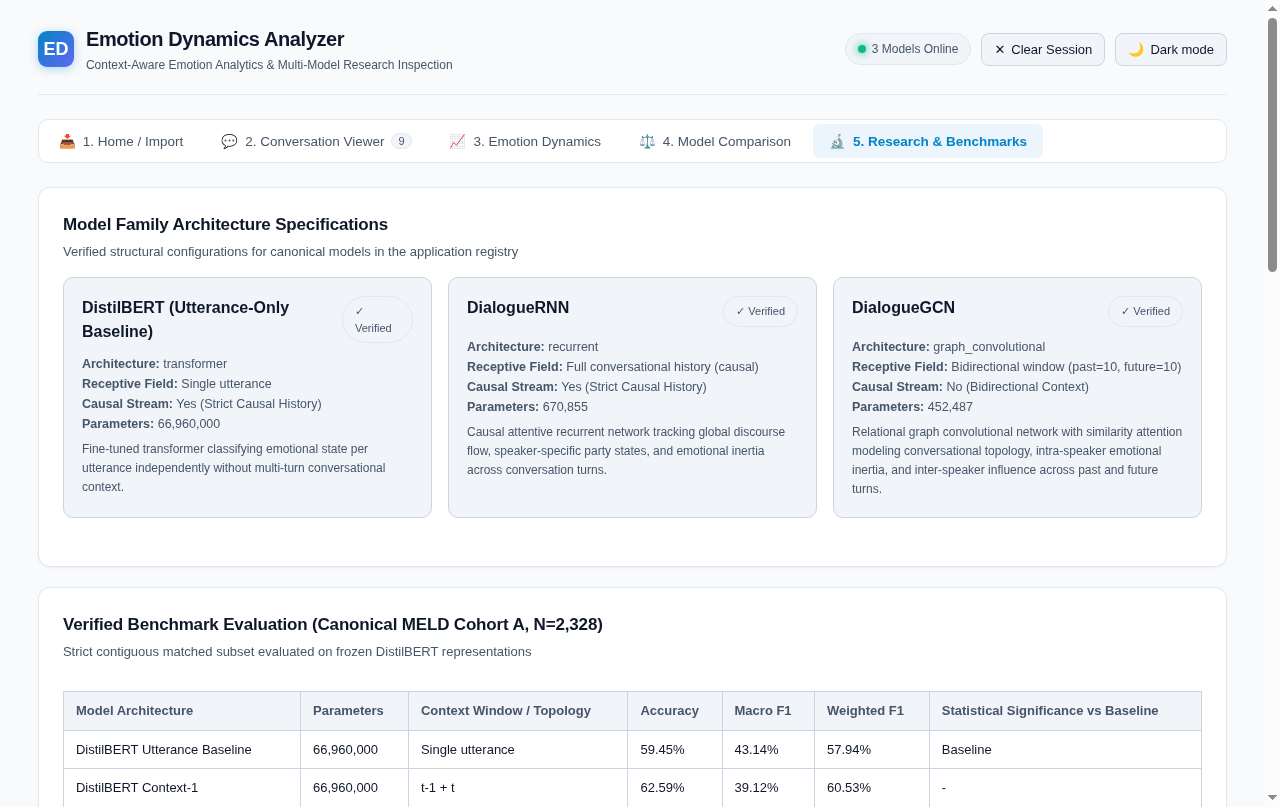 ED
Emotion Dynamics Analyzer
Context-Aware Emotion Analytics & Multi-Model Research Inspection
3 Models Online
✕ Clear Session
🌙 Dark mode
📥 1. Home / Import
💬 2. Conversation Viewer 9
📈 3. Emotion Dynamics
⚖️ 4. Model Comparison
🔬 5. Research & Benchmarks
Model Family Architecture Specifications
Verified structural configurations for canonical models in the application registry
DistilBERT (Utterance-Only
Baseline)
✓
Verified
Architecture: transformer
Receptive Field: Single utterance
Causal Stream: Yes (Strict Causal History)
Parameters: 66,960,000
Fine-tuned transformer classifying emotional state per
utterance independently without multi-turn conversational
context.
DialogueRNN
✓ Verified
Architecture: recurrent
Receptive Field: Full conversational history (causal)
Causal Stream: Yes (Strict Causal History)
Parameters: 670,855
Causal attentive recurrent network tracking global discourse
flow, speaker-specific party states, and emotional inertia
across conversation turns.
DialogueGCN
✓ Verified
Architecture: graph_convolutional
Receptive Field: Bidirectional window (past=10, future=10)
Causal Stream: No (Bidirectional Context)
Parameters: 452,487
Relational graph convolutional network with similarity attention
modeling conversational topology, intra-speaker emotional
inertia, and inter-speaker influence across past and future
turns.
Verified Benchmark Evaluation (Canonical MELD Cohort A, N=2,328)
Strict contiguous matched subset evaluated on frozen DistilBERT representations
Model Architecture Parameters Context Window / Topology Accuracy Macro F1 Weighted F1 Statistical Significance vs Baseline
DistilBERT Utterance Baseline 66,960,000 Single utterance 59.45% 43.14% 57.94% Baseline
DistilBERT Context-1 66,960,000 t-1 + t 62.59% 39.12% 60.53% -